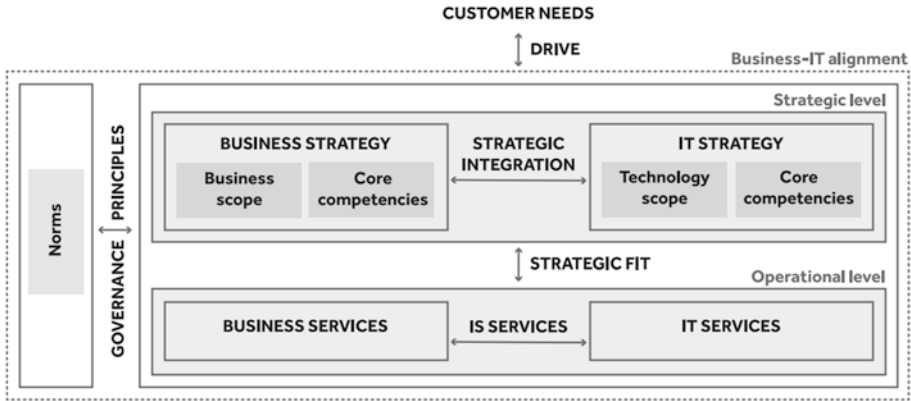 CUSTOMER NEEDS
DRIVE
Business-IT alignment
Norms
GOVERNANCE PRINCIPLES
Strategic level
BUSINESS STRATEGY
Business
scope
Core
competencies
STRATEGIC
INTEGRATION
IT STRATEGY
Technology
scope
Core
competencies
STRATEGIC FIT
Operational level
BUSINESS SERVICES
IS SERVICES
IT SERVICES